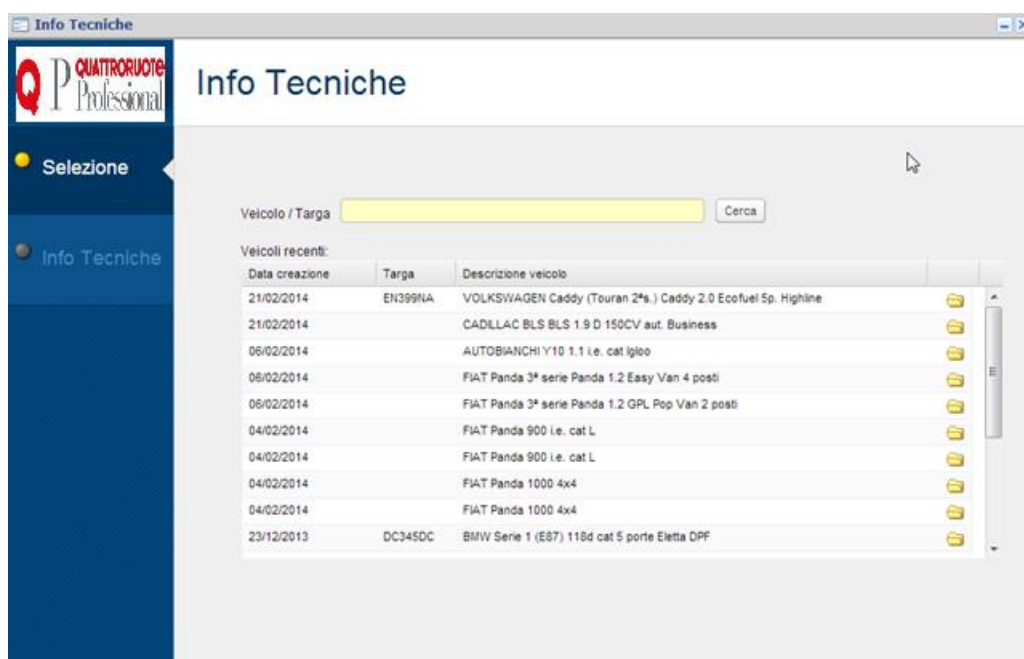 Info Tecniche
QP QUATTRORUOTE
Professional
Info Tecniche
Selezione
Info Tecniche
Veicolo / Targa Cerca
Veicoli recenti:
Data creazione Targa Descrizione veicolo
21/02/2014 EN399NA VOLKSWAGEN Caddy (Touran 2ªs.) Caddy 2.0 Ecofuel 5p. Highline
21/02/2014 CADILLAC BLS BLS 1.9 D 150CV aut. Business
06/02/2014 AUTOBIANCHI Y10 1.1 i.e. cat Igloo
06/02/2014 FIAT Panda 3ª serie Panda 1.2 Easy Van 4 posti
06/02/2014 FIAT Panda 3ª serie Panda 1.2 GPL Pop Van 2 posti
04/02/2014 FIAT Panda 900 i.e. cat L
04/02/2014 FIAT Panda 900 i.e. cat L
04/02/2014 FIAT Panda 1000 4x4
04/02/2014 FIAT Panda 1000 4x4
23/12/2013 DC345DC BMW Serie 1 (E87) 118d cat 5 porte Eletta DPF